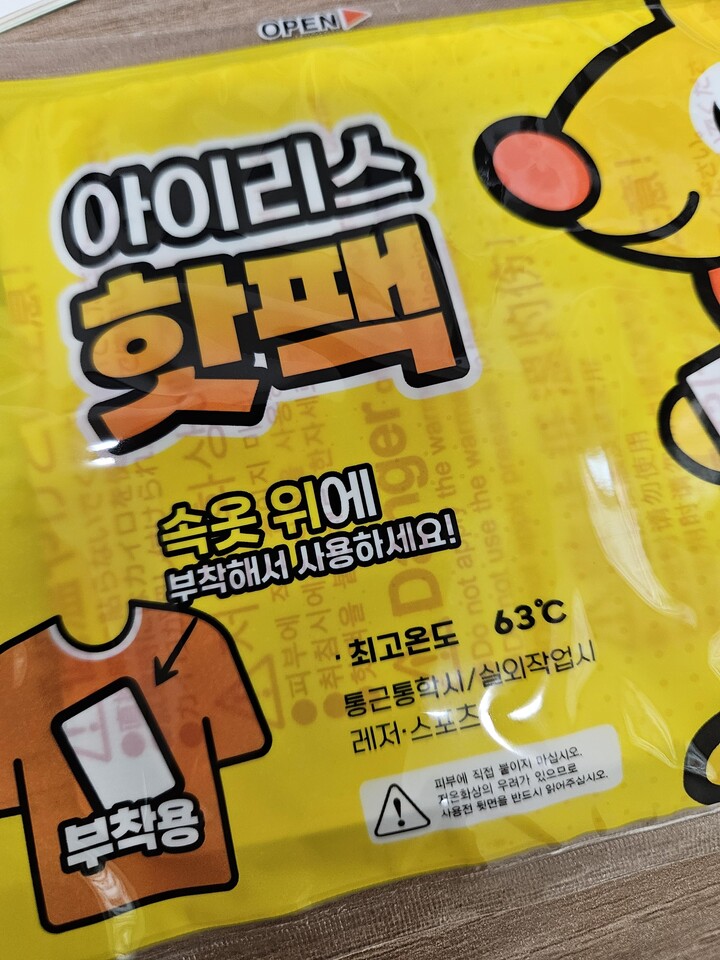 OPEN
아이리스
핫팩
속옷 위에
부착해서 사용하세요!
· 최고온도 63℃
통근통학시/실외작업시
레저·스포츠
피부에 직접 붙이지 마십시오.
저온화상의 우려가 있으므로
사용전 뒷면을 반드시 읽어주십시오.
부착용